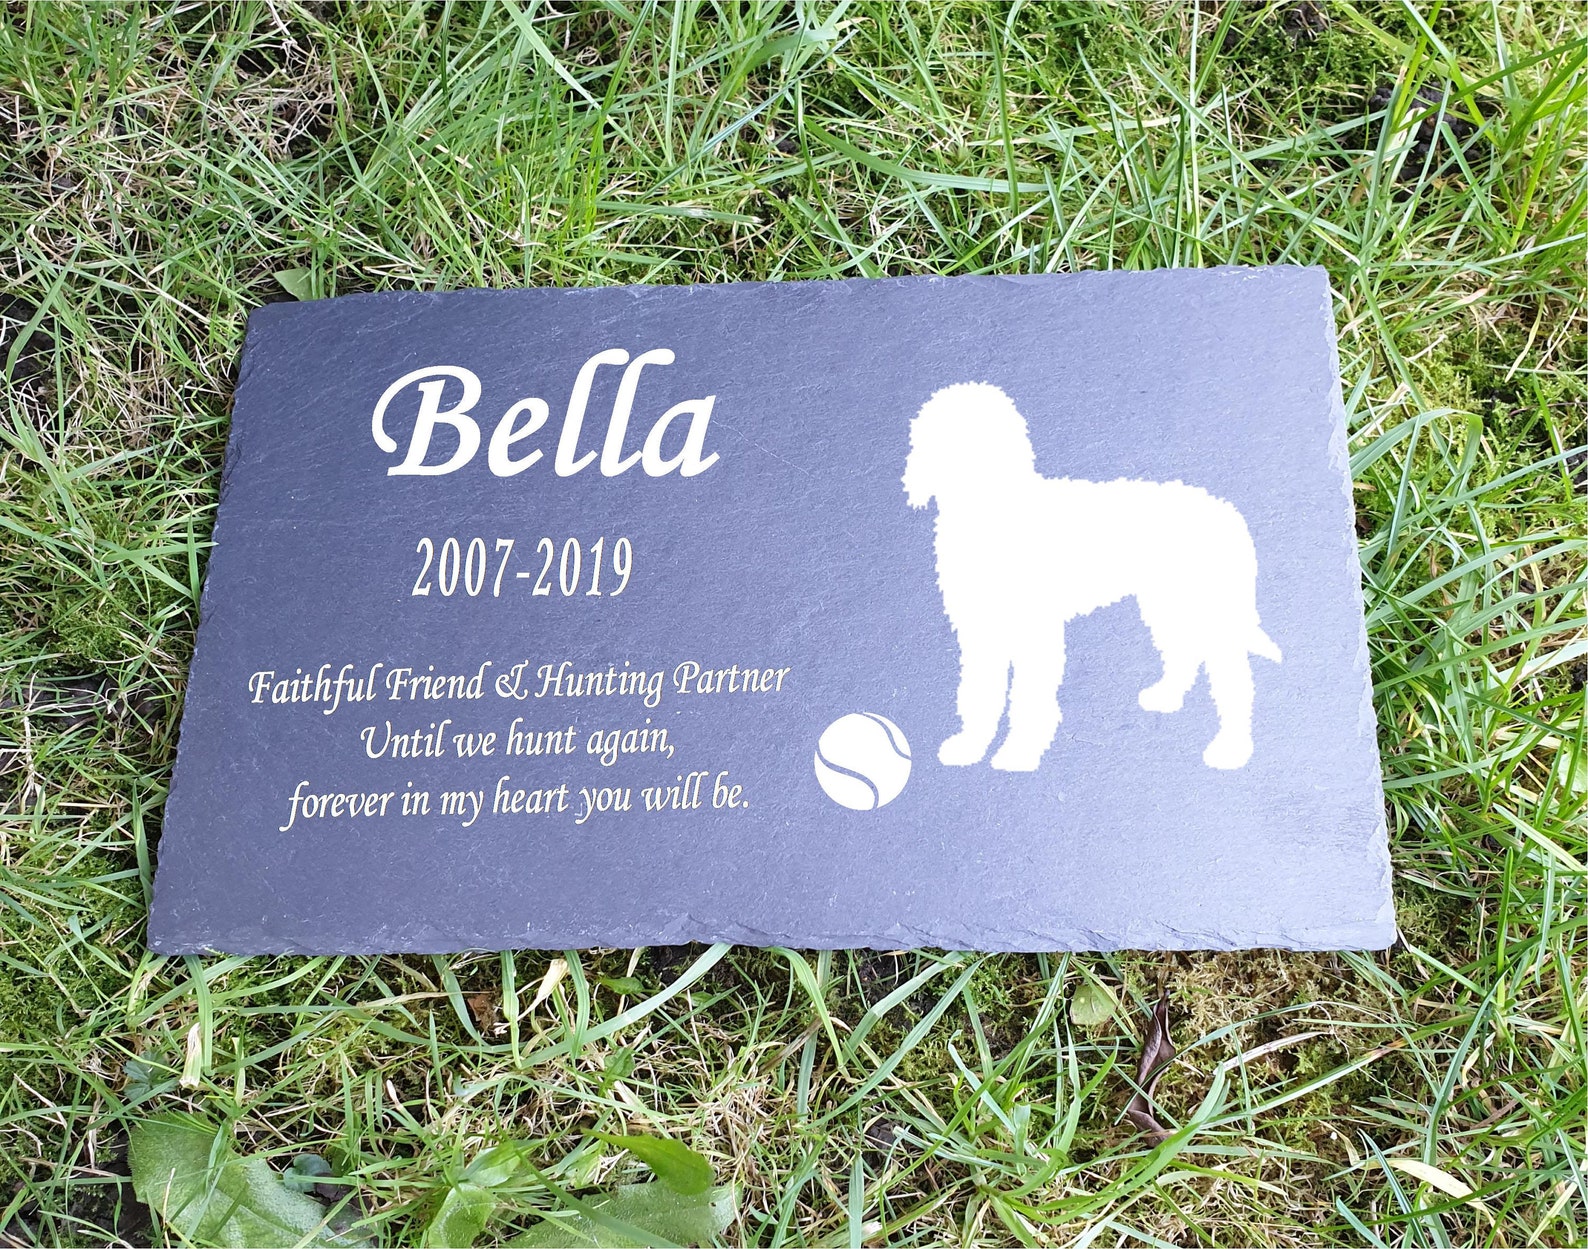 Bella
2007-2019
Faithful Friend & Hunting Partner
Until we hunt again,
forever in my heart you will be.